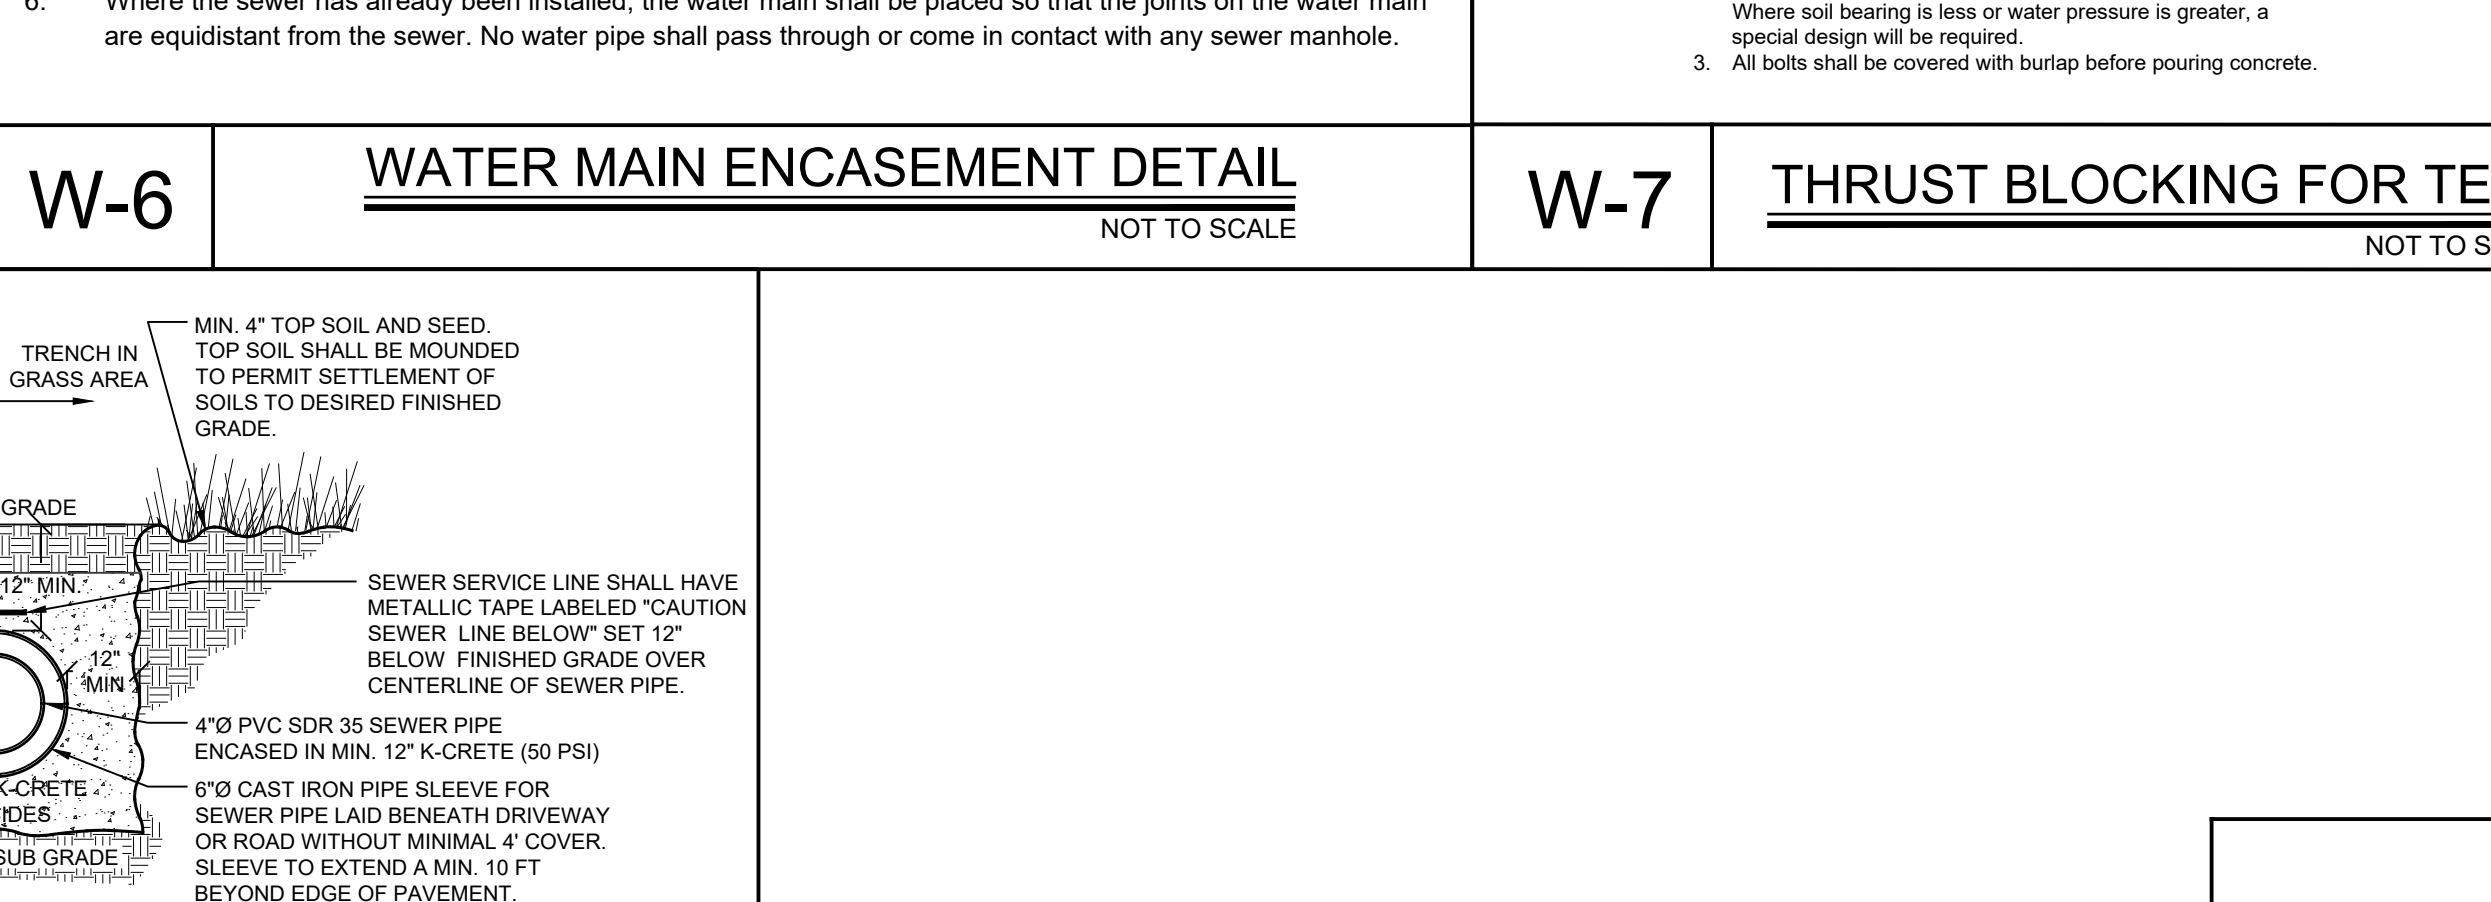 6. Where the sewer has already been installed, the water main shall be placed so that the joints on the water main
are equidistant from the sewer. No water pipe shall pass through or come in contact with any sewer manhole.
Where soil bearing is less or water pressure is greater, a
special design will be required.
3. All bolts shall be covered with burlap before pouring concrete.
W-6
WATER MAIN ENCASEMENT DETAIL
NOT TO SCALE
W-7
THRUST BLOCKING FOR TE
NOT TO S
TRENCH IN
GRASS AREA
MIN. 4" TOP SOIL AND SEED.
TOP SOIL SHALL BE MOUNDED
TO PERMIT SETTLEMENT OF
SOILS TO DESIRED FINISHED
GRADE.
GRADE
12" MIN.
SEWER SERVICE LINE SHALL HAVE
METALLIC TAPE LABELED "CAUTION
SEWER LINE BELOW" SET 12"
BELOW FINISHED GRADE OVER
CENTERLINE OF SEWER PIPE.
12"
MIN
4"Ø PVC SDR 35 SEWER PIPE
ENCASED IN MIN. 12" K-CRETE (50 PSI)
K-CRETE
IDES
6"Ø CAST IRON PIPE SLEEVE FOR
SEWER PIPE LAID BENEATH DRIVEWAY
OR ROAD WITHOUT MINIMAL 4' COVER.
SLEEVE TO EXTEND A MIN. 10 FT
BEYOND EDGE OF PAVEMENT.
SUB GRADE